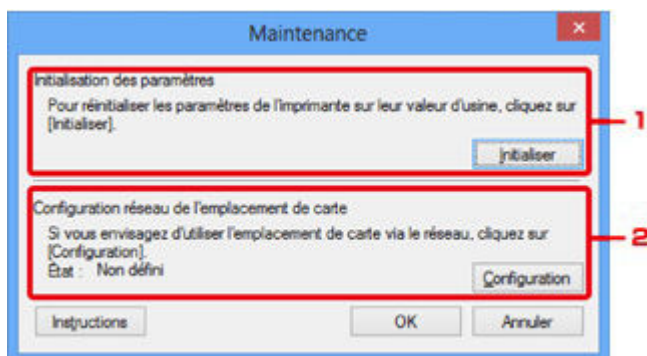 Maintenance
Initialisation des paramètres
Pour réinitialiser les paramètres de l'imprimante sur leur valeur d'usine, cliquez sur
[Initialiser].
1
Initialiser
Configuration réseau de l'emplacement de carte
Si vous envisagez d'utiliser l'emplacement de carte via le réseau, cliquez sur
[Configuration].
2
État : Non défini
Configuration
Instructions OK Annuler